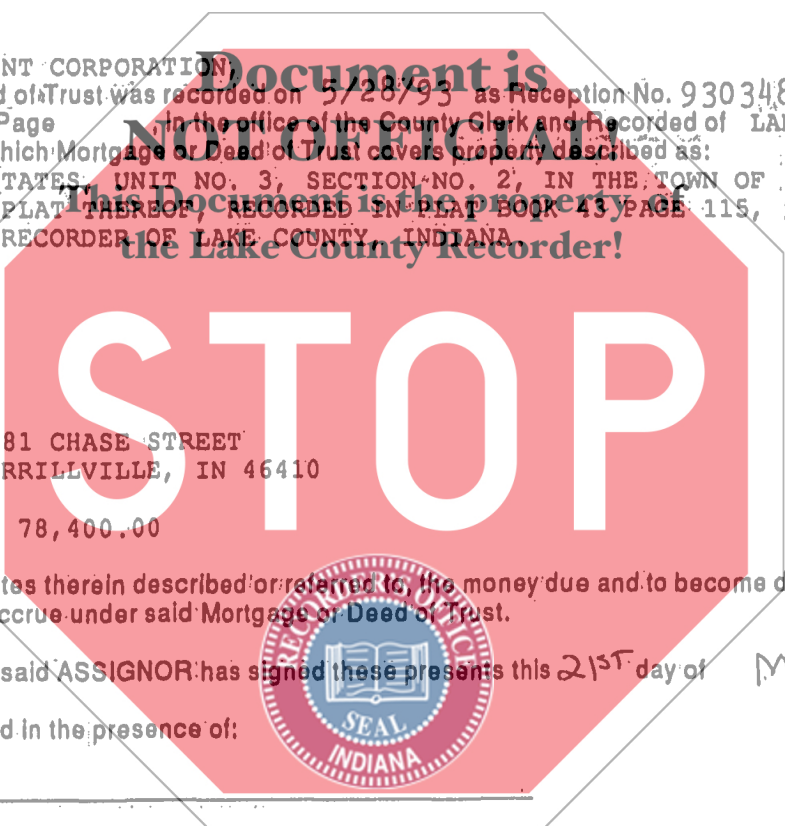 NT CORPORATION,
Document is
d of Trust was recorded on 5/28/93 as Reception No. 930348
Page in the office of the County Clerk and Recorded of LA
NOT OFFICIAL!
hich Mortgage or Deed of Trust covers property described as:
TATES, UNIT NO. 3, SECTION NO. 2, IN THE TOWN OF
This Document is the property of
PLAT THEREOF, RECORDED IN PLAT BOOK 43 PAGE 115,
RECORDER OF LAKE COUNTY, INDIANA.
the Lake County Recorder!
STOP
81 CHASE STREET
RRILLVILLE, IN 46410
78,400.00
tes therein described or referred to, the money due and to become d
ccrue under said Mortgage or Deed of Trust.
RECORDER'S OFFICE
said ASSIGNOR has signed these presents this 21ST day of M
SEAL
d in the presence of:
INDIANA